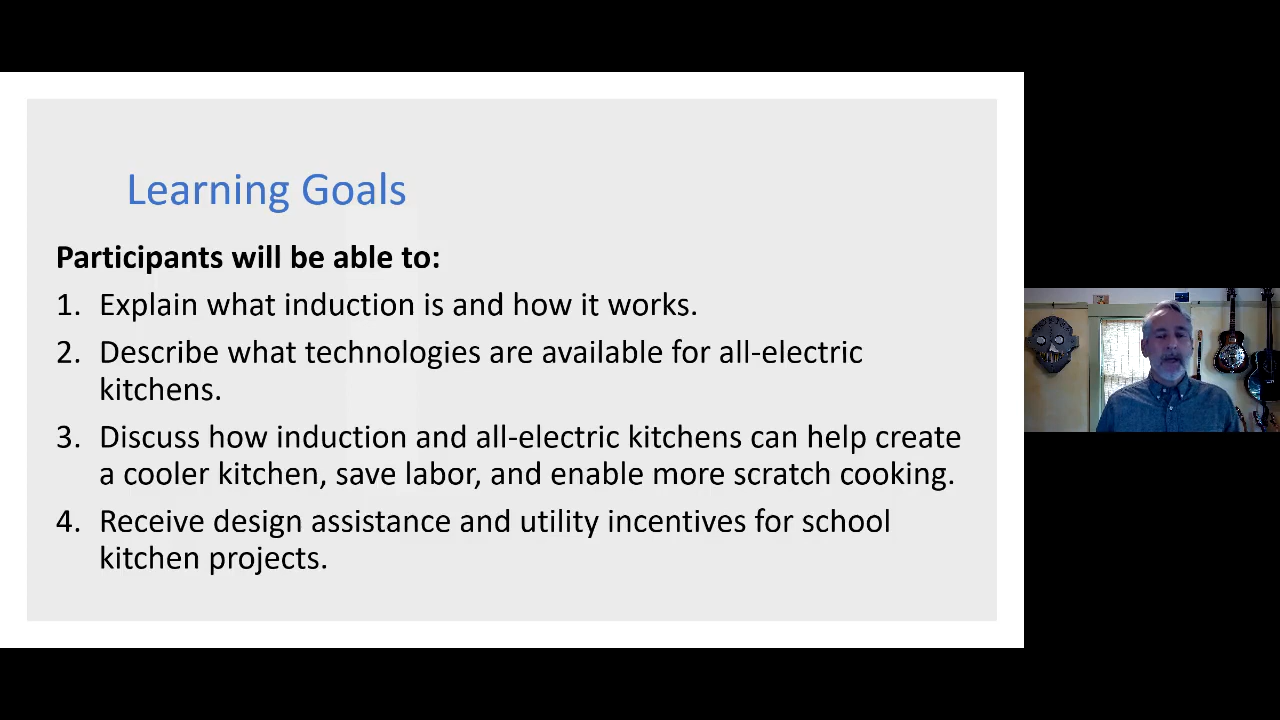 Learning Goals
Participants will be able to:
1. Explain what induction is and how it works.
2. Describe what technologies are available for all-electric
kitchens.
3. Discuss how induction and all-electric kitchens can help create
a cooler kitchen, save labor, and enable more scratch cooking.
4. Receive design assistance and utility incentives for school
kitchen projects.